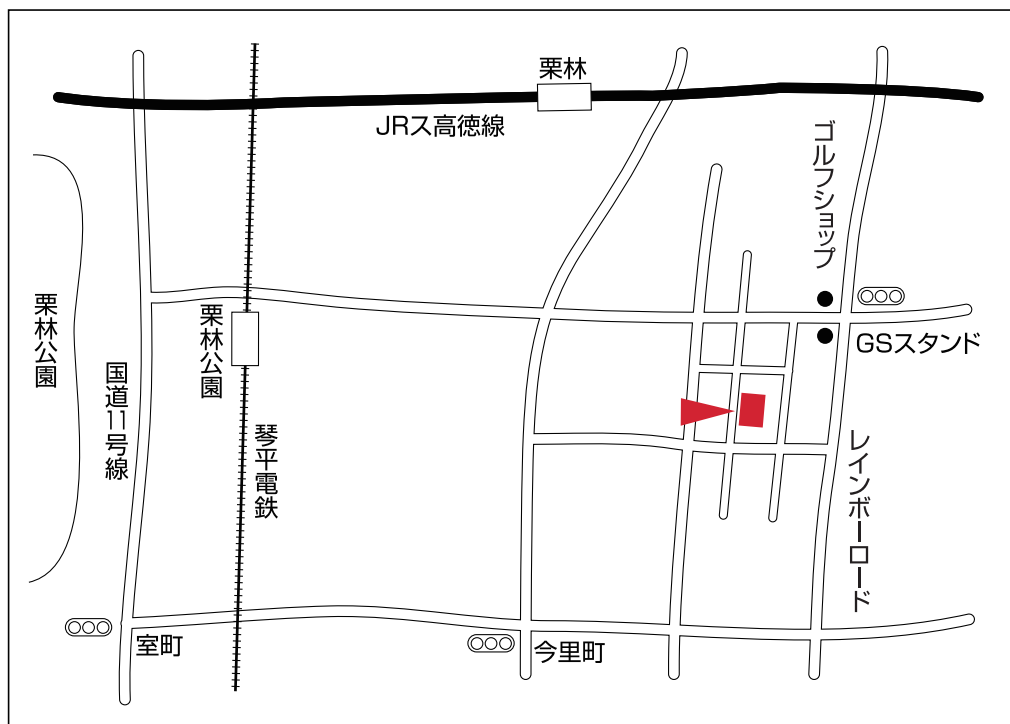 栗林
JRス高徳線
ゴルフショップ
栗林公園
栗林公園
GSスタンド
国道11号線
琴平電鉄
レインボーロード
室町
今里町